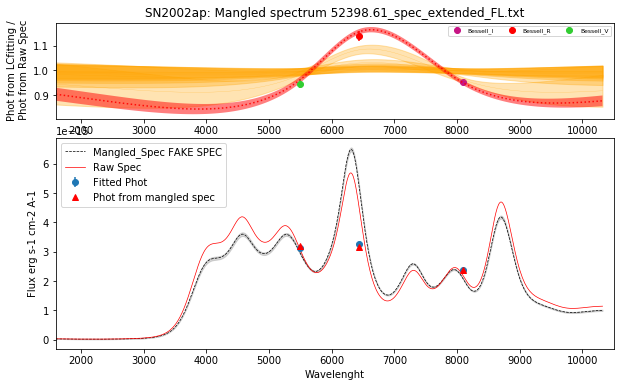 SN2002ap: Mangled spectrum 52398.61_spec_extended_FL.txt
Phot from LCfitting /
Phot from Raw Spec
1.1
1.0
0.9
Bessell_I Bessell_R Bessell_V
2000 3000 4000 5000 6000 7000 8000 9000 10000
Flux erg s-1 cm-2 A-1
6
5
4
3
2
1
0
Mangled_Spec FAKE SPEC
Raw Spec
Fitted Phot
Phot from mangled spec
2000 3000 4000 5000 6000 7000 8000 9000 10000
Wavelenght